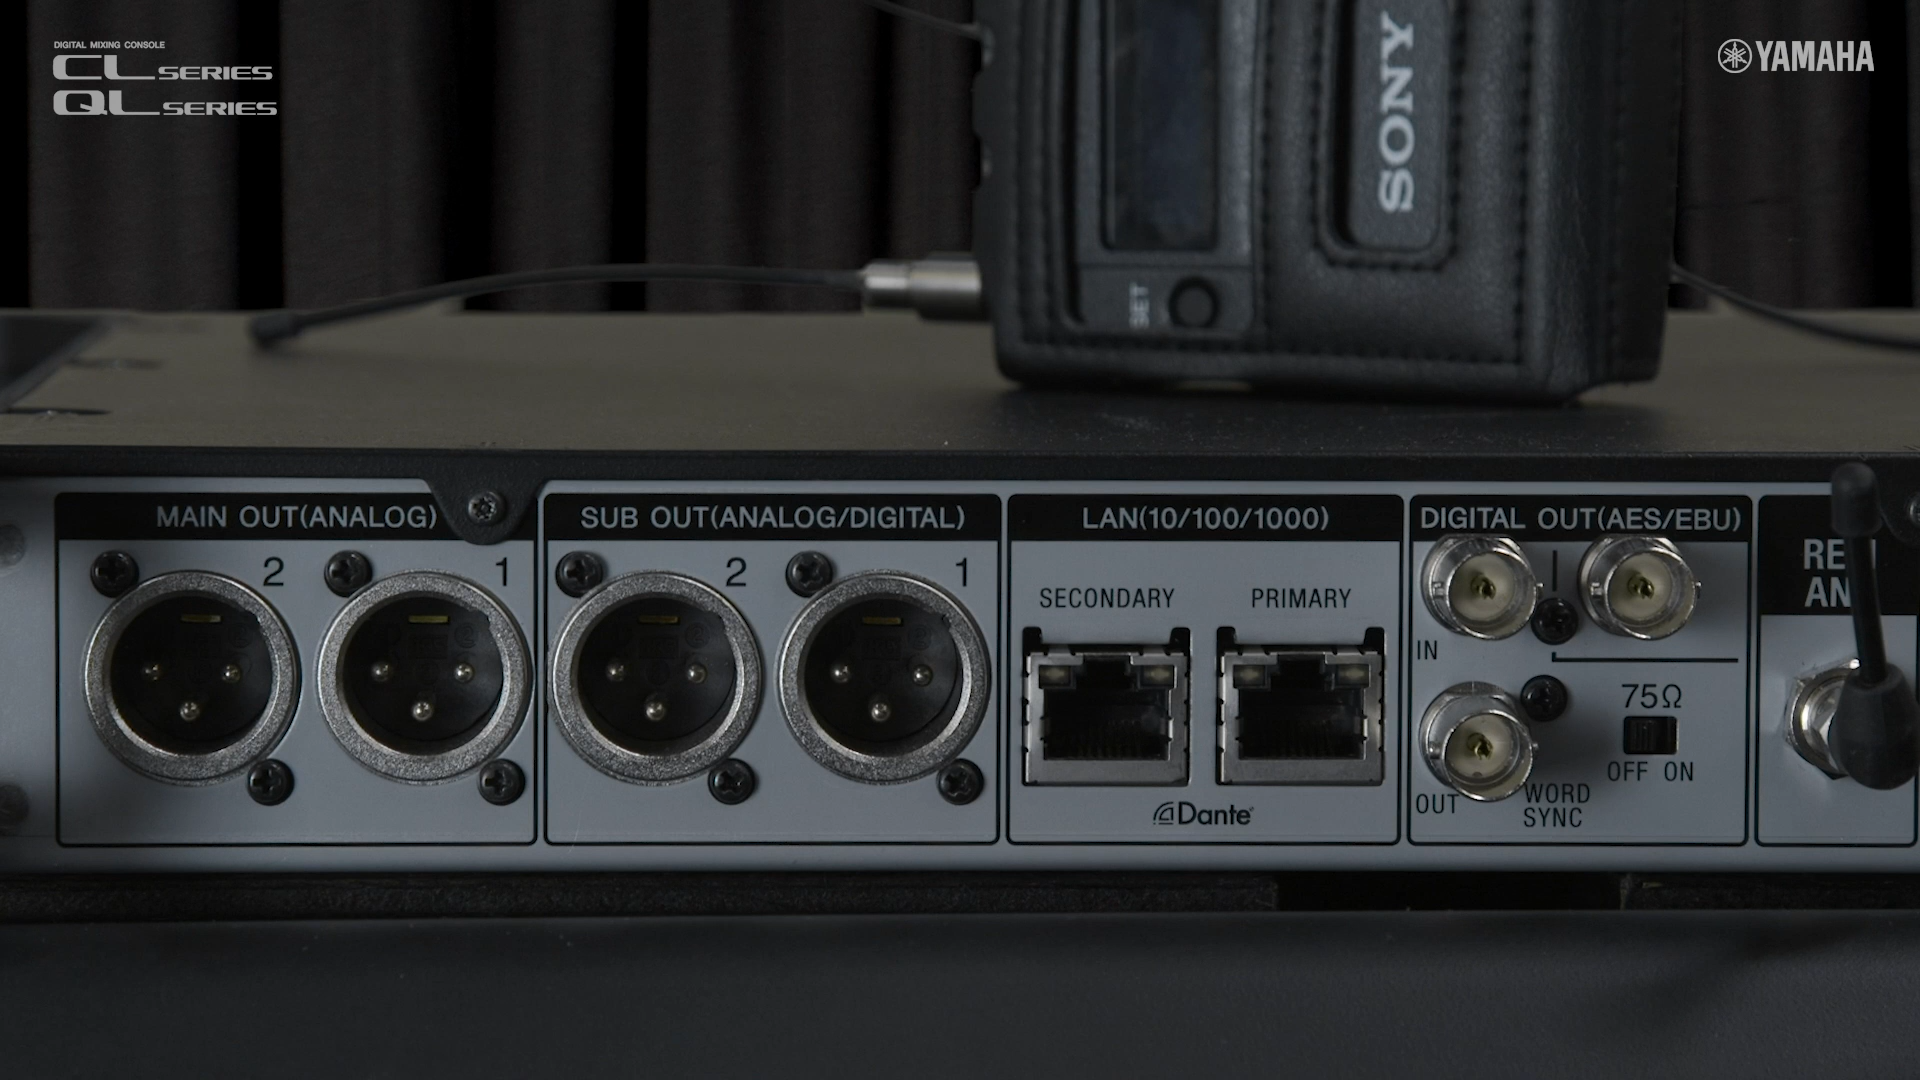 DIGITAL MIXING CONSOLE
CL SERIES
QL SERIES
YAMAHA
SONY
SET
MAIN OUT(ANALOG)
2
1
SUB OUT(ANALOG/DIGITAL)
2
1
LAN(10/100/1000)
SECONDARY
PRIMARY
Dante
DIGITAL OUT(AES/EBU)
IN
OUT
WORD
SYNC
75Ω
OFF ON